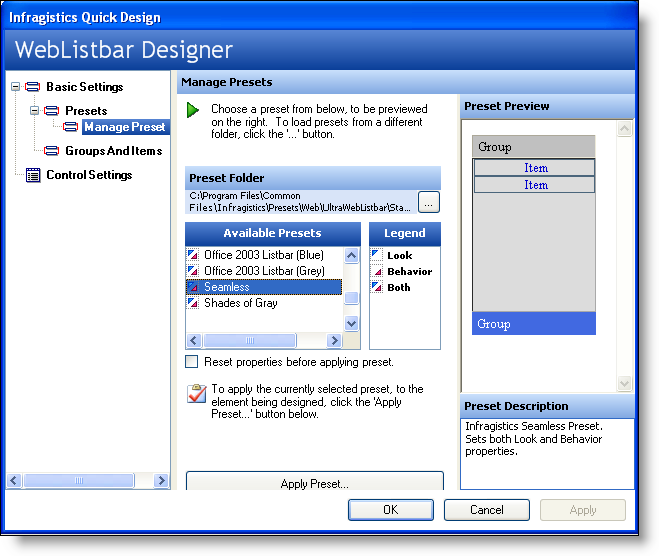 Infragistics Quick Design
WebListbar Designer
Basic Settings
Presets
Manage Preset
Groups And Items
Control Settings
Manage Presets
Choose a preset from below, to be previewed
on the right. To load presets from a different
folder, click the '...' button.
Preset Folder
C:\Program Files\Common
Files\Infragistics\Presets\Web\UltraWebListbar\Sta...
...
Available Presets
Office 2003 Listbar (Blue)
Office 2003 Listbar (Grey)
Seamless
Shades of Gray
Legend
Look
Behavior
Both
Reset properties before applying preset.
To apply the currently selected preset, to the
element being designed, click the 'Apply
Preset...' button below.
Apply Preset...
Preset Preview
Group
Item
Item
Group
Preset Description
Infragistics Seamless Preset.
Sets both Look and Behavior
properties.
OK
Cancel
Apply